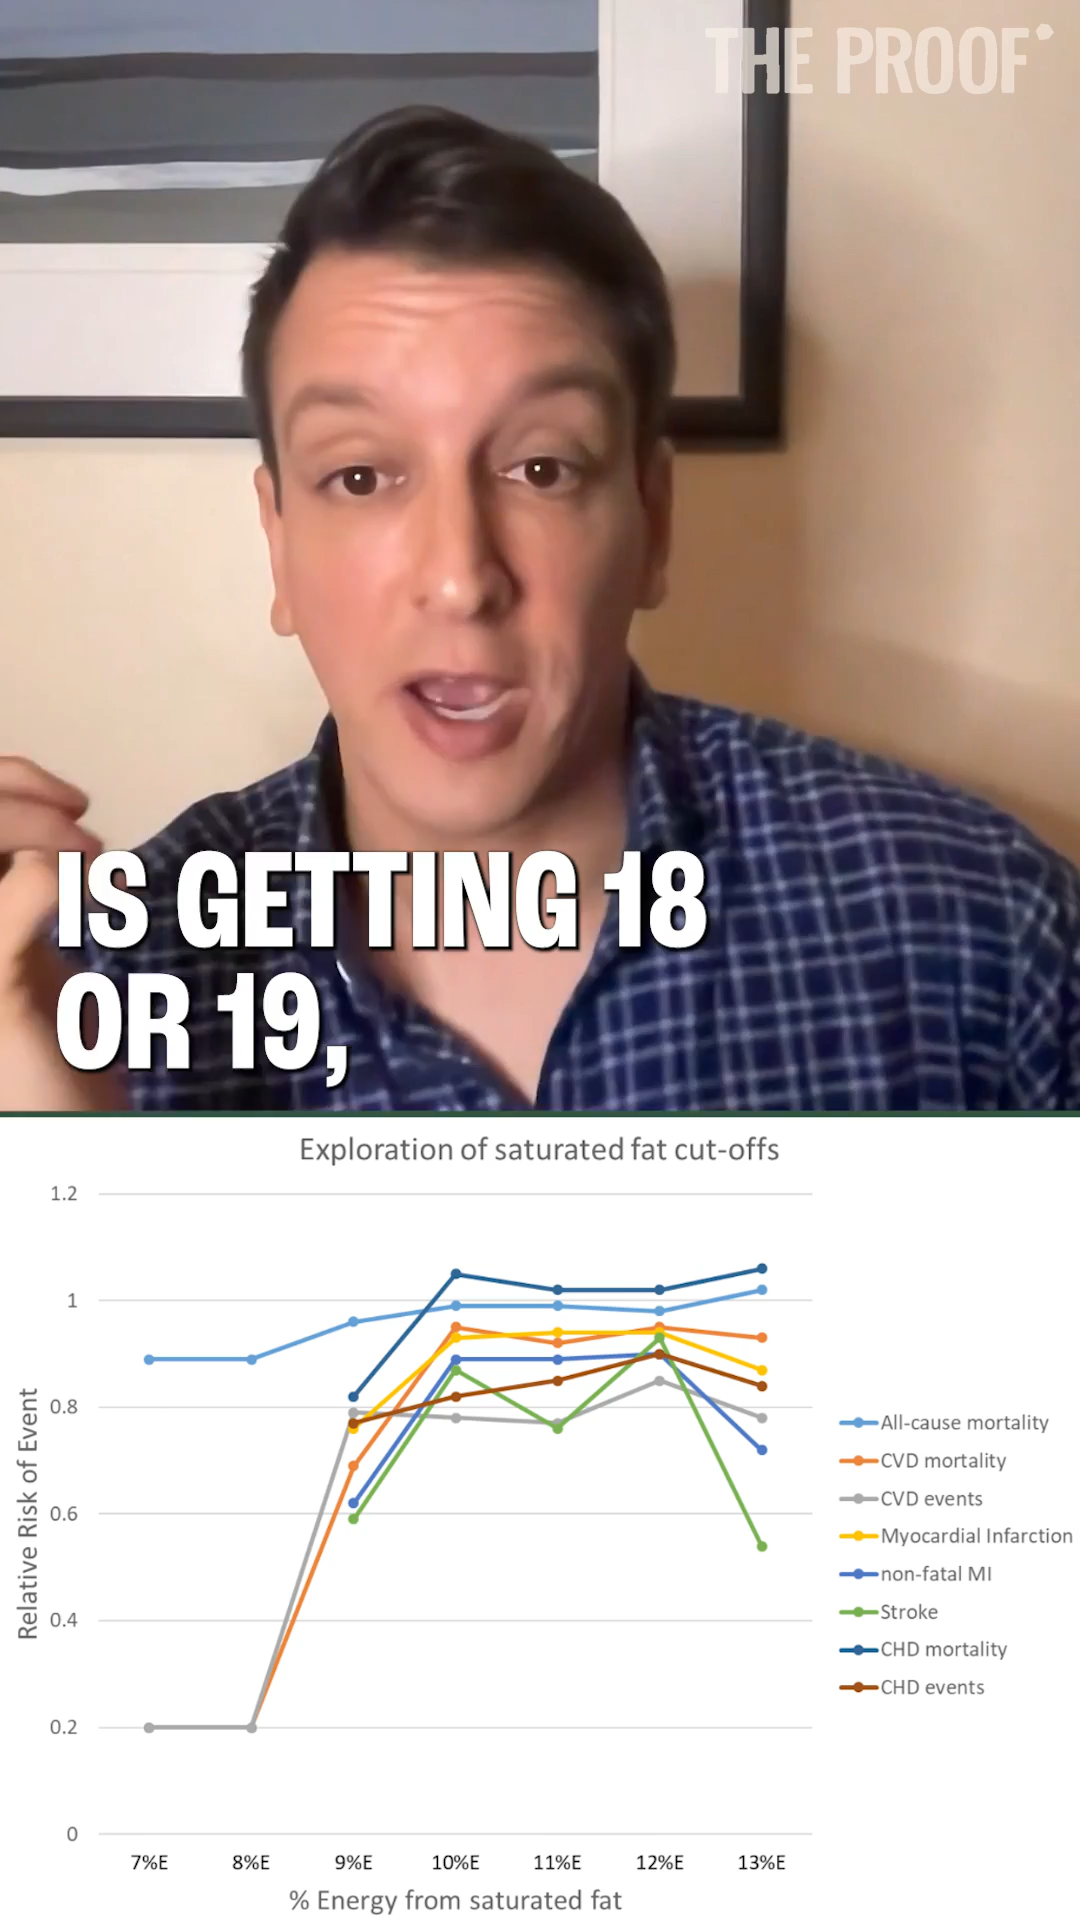 THE PROOF
IS GETTING 18
OR 19,
Exploration of saturated fat cut-offs
1.2
1
0.8
0.6
0.4
0.2
0
Relative Risk of Event
7%E 8%E 9%E 10%E 11%E 12%E 13%E
% Energy from saturated fat
All-cause mortality
CVD mortality
CVD events
Myocardial Infarction
non-fatal MI
Stroke
CHD mortality
CHD events